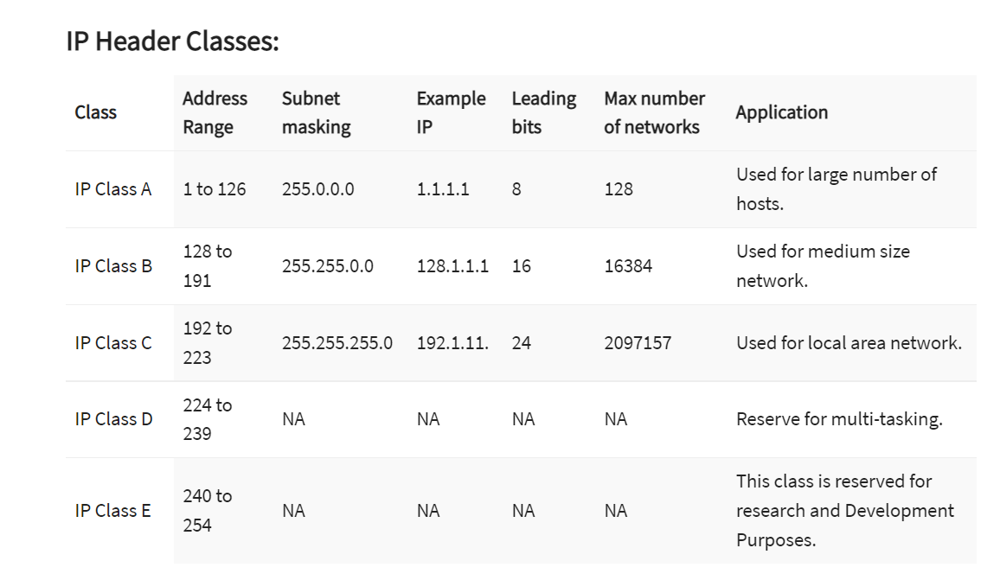 IP Header Classes:
Class Address Range Subnet masking Example IP Leading bits Max number of networks Application
IP Class A 1 to 126 255.0.0.0 1.1.1.1 8 128 Used for large number of hosts.
IP Class B 128 to 191 255.255.0.0 128.1.1.1 16 16384 Used for medium size network.
IP Class C 192 to 223 255.255.255.0 192.1.11. 24 2097157 Used for local area network.
IP Class D 224 to 239 NA NA NA NA Reserve for multi-tasking.
IP Class E 240 to 254 NA NA NA NA This class is reserved for research and Development Purposes.